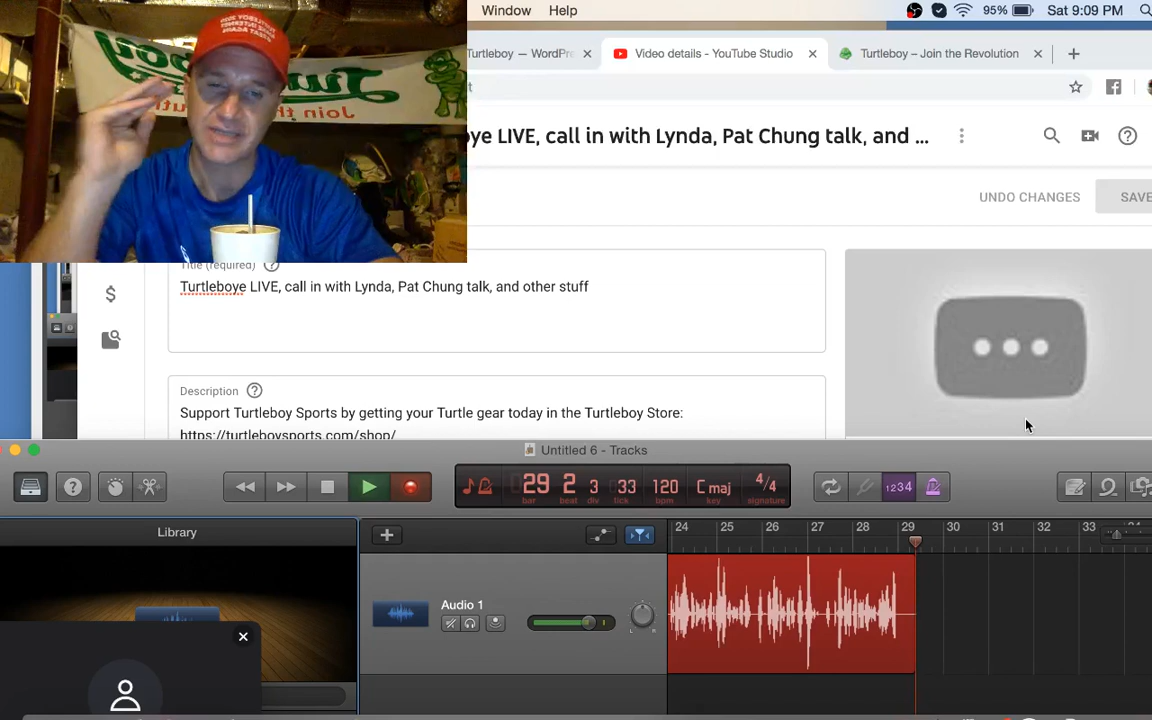 Window Help
95% Sat 9:09 PM
Turtleboy — WordPr
Video details - YouTube Studio
Turtleboy – Join the Revolution
ye LIVE, call in with Lynda, Pat Chung talk, and ...
UNDO CHANGES
SAVE
Title (required)
Turtleboye LIVE, call in with Lynda, Pat Chung talk, and other stuff
Description
Support Turtleboy Sports by getting your Turtle gear today in the Turtleboy Store:
https://turtleboysports.com/shop/
Untitled 6 - Tracks
29 2 3 33 120 C maj 4/4
bar beat div bpm key signature
1234
Library
24 25 26 27 28 29 30 31 32 33
Audio 1
L R